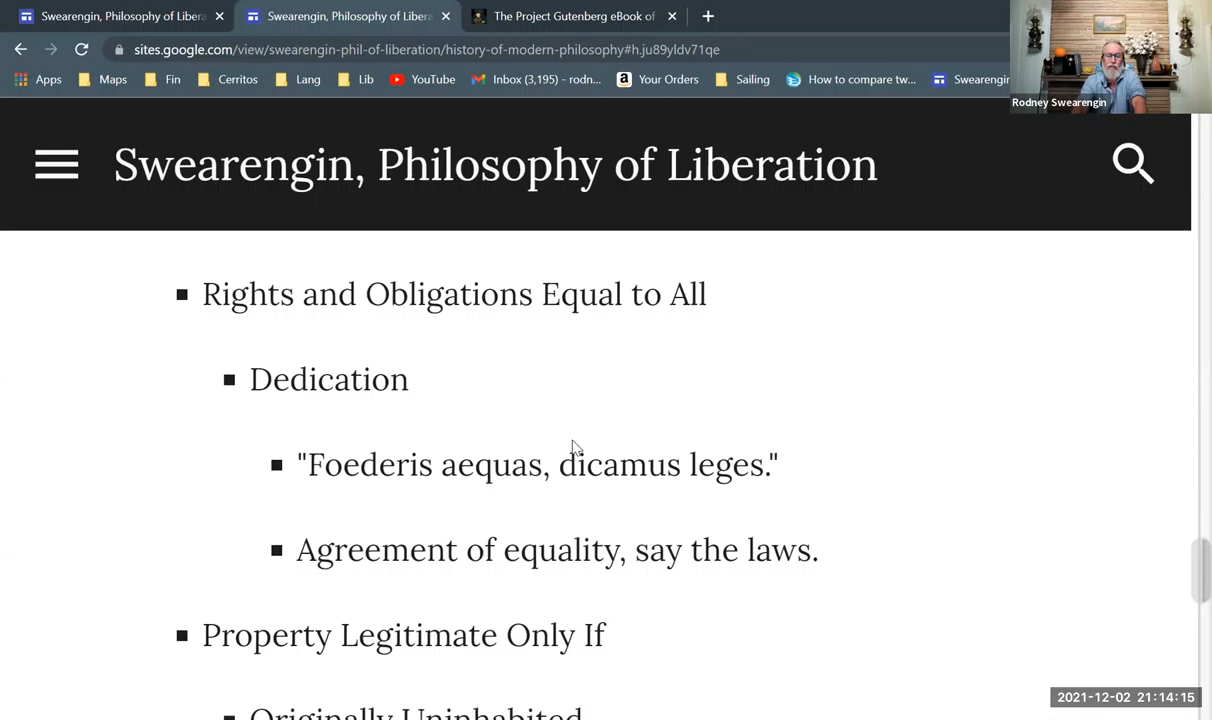 Swearengin, Philosophy of Libera
Swearengin, Philosophy of Libera
The Project Gutenberg eBook of
sites.google.com/view/swearengin-phil-of-liberation/history-of-modern-philosophy#h.ju89yldv71qe
Apps
Maps
Fin
Cerritos
Lang
Lib
YouTube
Inbox (3,195) - rodn...
Your Orders
Sailing
How to compare tw...
Swearengin
Rodney Swearengin
Swearengin, Philosophy of Liberation
Rights and Obligations Equal to All
Dedication
"Foederis aequas, dicamus leges."
Agreement of equality, say the laws.
Property Legitimate Only If
Originally Uninhabited
2021-12-02 21:14:15